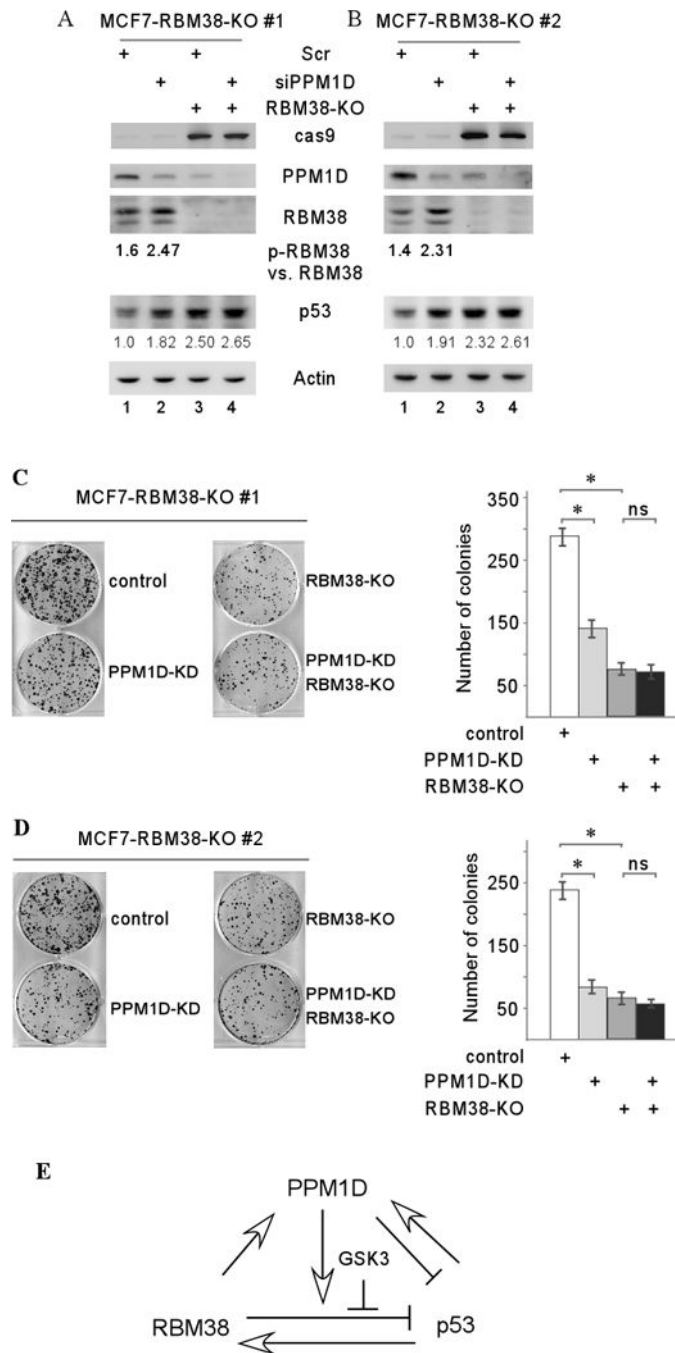 A MCF7-RBM38-KO #1 B MCF7-RBM38-KO #2
+ + Scr + +
+ + siPPM1D + +
+ + RBM38-KO + +
cas9
PPM1D
RBM38
1.6 2.47 p-RBM38 1.4 2.31
vs. RBM38
p53
1.0 1.82 2.50 2.65 1.0 1.91 2.32 2.61
Actin
1 2 3 4 1 2 3 4
C
MCF7-RBM38-KO #1
control RBM38-KO
PPM1D-KD PPM1D-KD
RBM38-KO
Number of colonies
350
250
150
50
*
* ns
control +
PPM1D-KD + +
RBM38-KO + +
D
MCF7-RBM38-KO #2
control RBM38-KO
PPM1D-KD PPM1D-KD
RBM38-KO
Number of colonies
250
150
50
*
* ns
control +
PPM1D-KD + +
RBM38-KO + +
E
PPM1D
GSK3
RBM38 p53